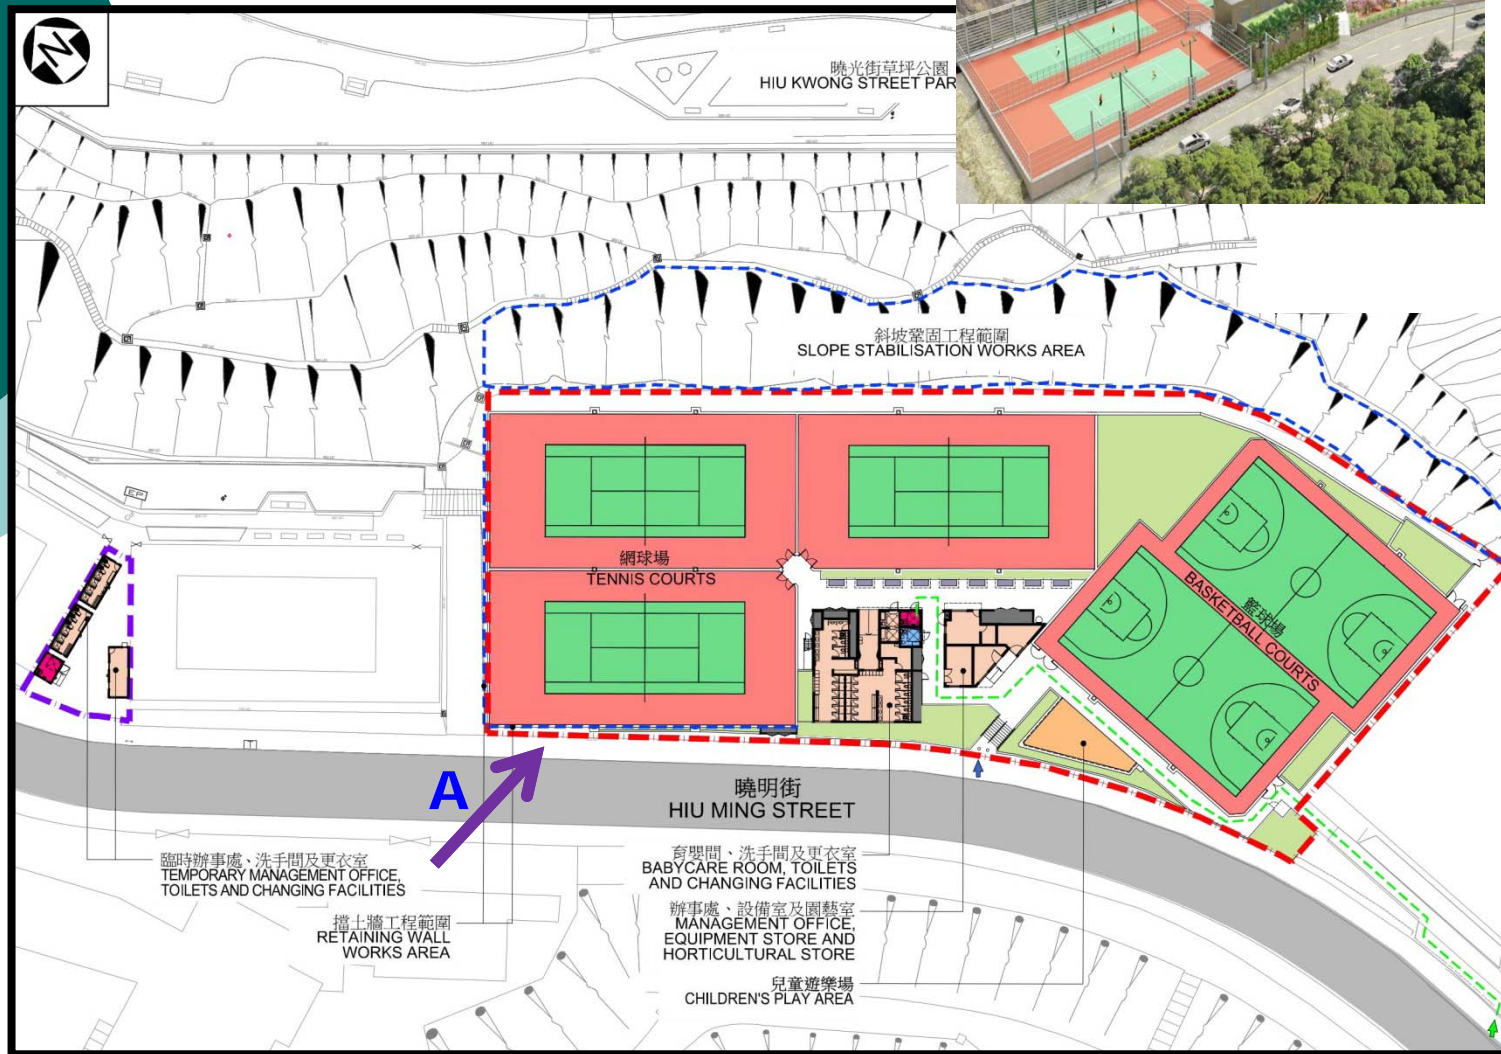 N
曉光街草坪公園
HIU KWONG STREET PAR
斜坡鞏固工程範圍
SLOPE STABILISATION WORKS AREA
EP
網球場
TENNIS COURTS
籃球場
BASKETBALL COURTS
A
曉明街
HIU MING STREET
臨時辦事處、洗手間及更衣室
TEMPORARY MANAGEMENT OFFICE,
TOILETS AND CHANGING FACILITIES
擋土牆工程範圍
RETAINING WALL
WORKS AREA
育嬰間、洗手間及更衣室
BABYCARE ROOM, TOILETS
AND CHANGING FACILITIES
辦事處、設備室及園藝室
MANAGEMENT OFFICE,
EQUIPMENT STORE AND
HORTICULTURAL STORE
兒童遊樂場
CHILDREN'S PLAY AREA